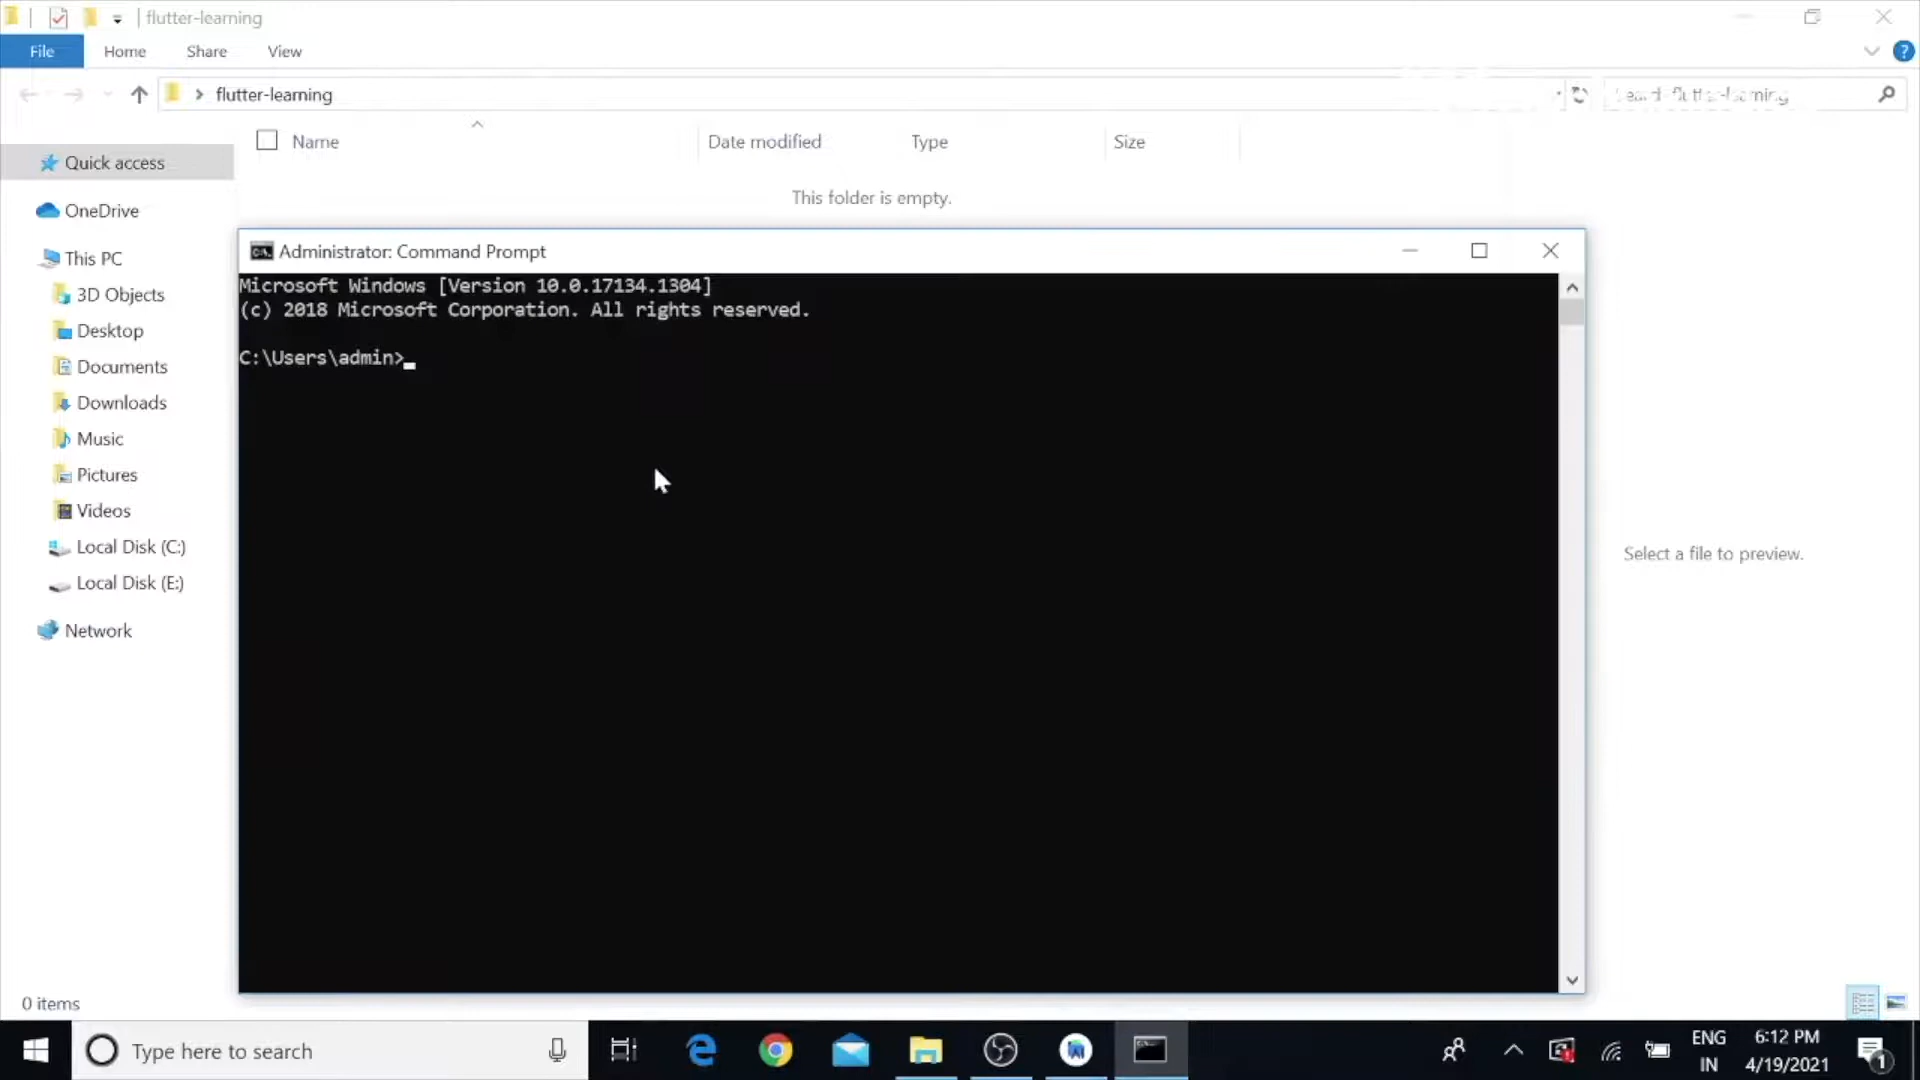 flutter-learning
File Home Share View
flutter-learning
Name Date modified Type Size
This folder is empty.
Quick access
OneDrive
This PC
3D Objects
Desktop
Documents
Downloads
Music
Pictures
Videos
Local Disk (C:)
Local Disk (E:)
Network
Administrator: Command Prompt
Microsoft Windows [Version 10.0.17134.1304]
(c) 2018 Microsoft Corporation. All rights reserved.
C:\Users\admin>
Select a file to preview.
0 items
Type here to search
ENG
IN
6:12 PM
4/19/2021
1